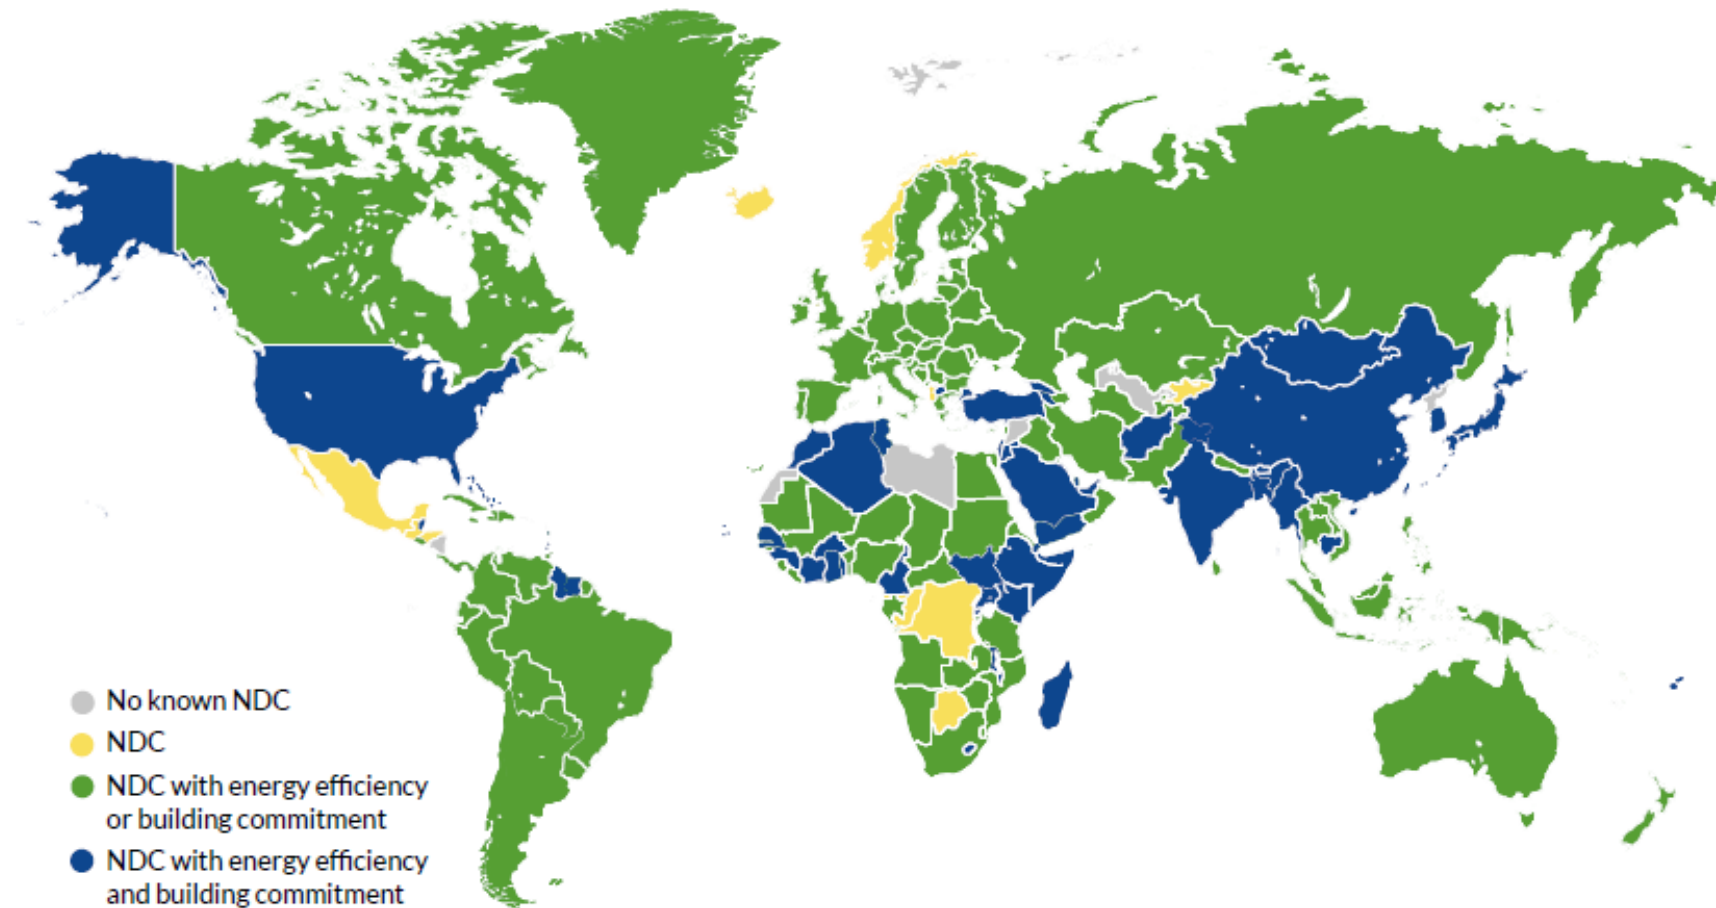 No known NDC
NDC
NDC with energy efficiency
or building commitment
NDC with energy efficiency
and building commitment